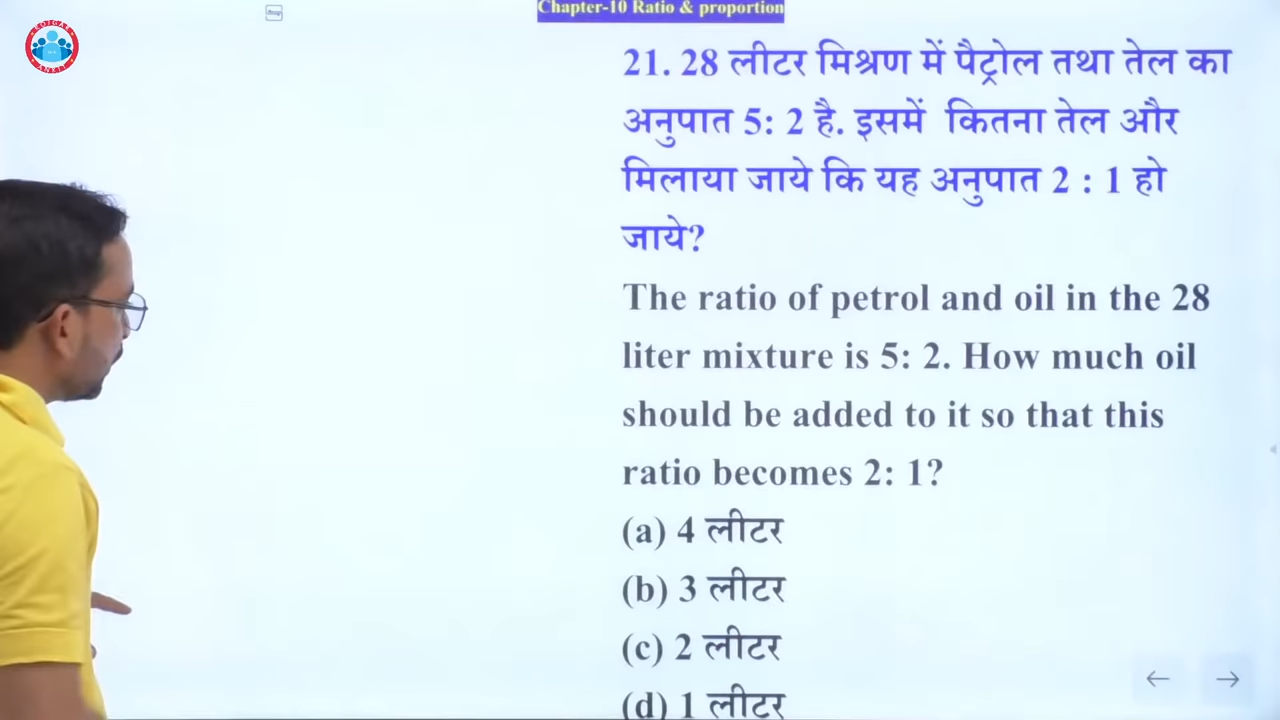 Chapter-10 Ratio & proportion
21. 28 लीटर मिश्रण में पैट्रोल तथा तेल का
अनुपात 5: 2 है. इसमें कितना तेल और
मिलाया जाये कि यह अनुपात 2 : 1 हो
जाये?
The ratio of petrol and oil in the 28
liter mixture is 5: 2. How much oil
should be added to it so that this
ratio becomes 2: 1?
(a) 4 लीटर
(b) 3 लीटर
(c) 2 लीटर
(d) 1 लीटर